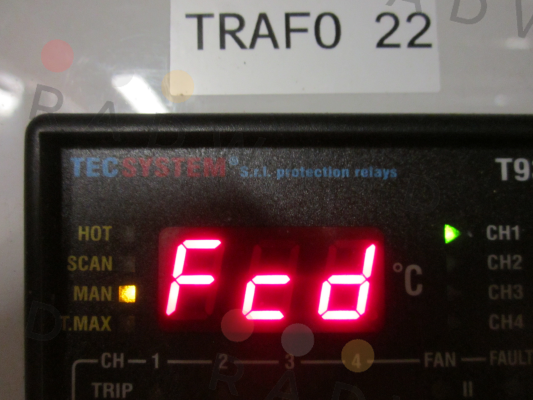 TRAFO 22
TECSYSTEM® S.r.l. protection relays
HOT
SCAN
MAN
T.MAX
Fcd
°C
CH1
CH2
CH3
CH4
CH 1 2 3 4 FAN FAULT
TRIP